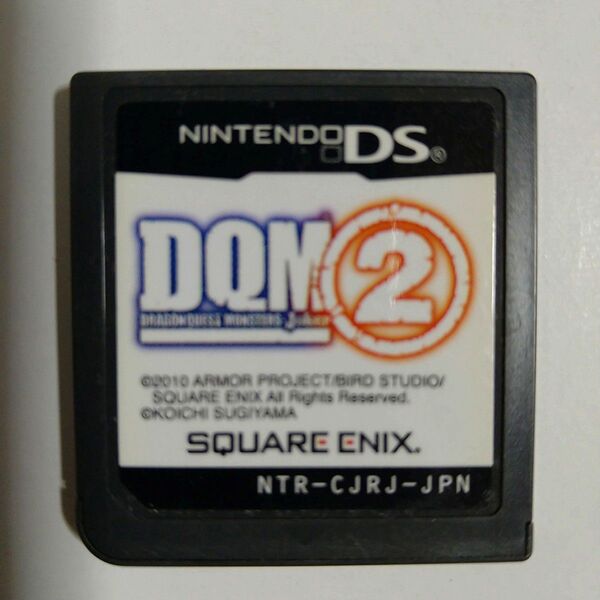 NINTENDO DS®
DQM 2
DRAGON QUEST MONSTERS Joker
©2010 ARMOR PROJECT/BIRD STUDIO/
SQUARE ENIX All Rights Reserved.
©KOICHI SUGIYAMA
SQUARE ENIX.
NTR-CJRJ-JPN